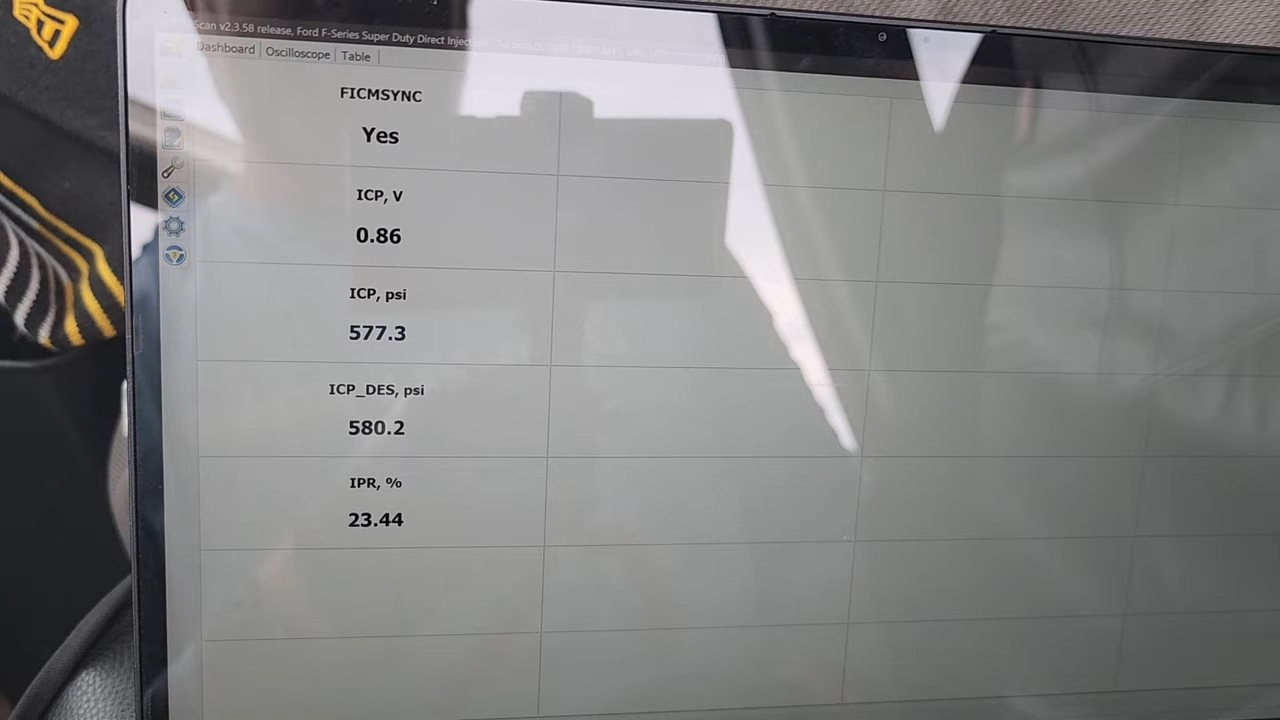 Scan v2.3.58 release, Ford F-Series Super Duty Direct
Dashboard
Oscilloscope
Table
FICMSYNC
Yes
ICP, V
0.86
ICP, psi
577.3
ICP_DES, psi
580.2
IPR, %
23.44